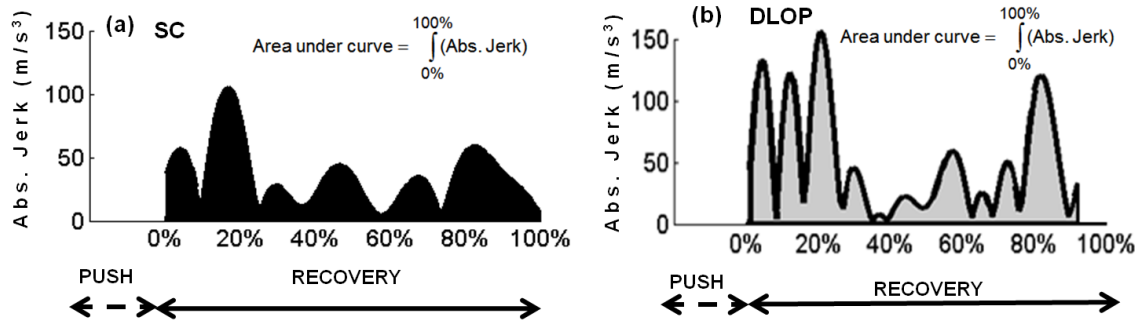 (a) SC
Area under curve = ∫(Abs. Jerk)
100%
0%
Abs. Jerk (m/s³)
150
100
50
0
0% 20% 40% 60% 80% 100%
PUSH
RECOVERY
(b) DLOP
Area under curve = ∫(Abs. Jerk)
100%
0%
Abs. Jerk (m/s³)
150
100
50
0
0% 20% 40% 60% 80% 100%
PUSH
RECOVERY